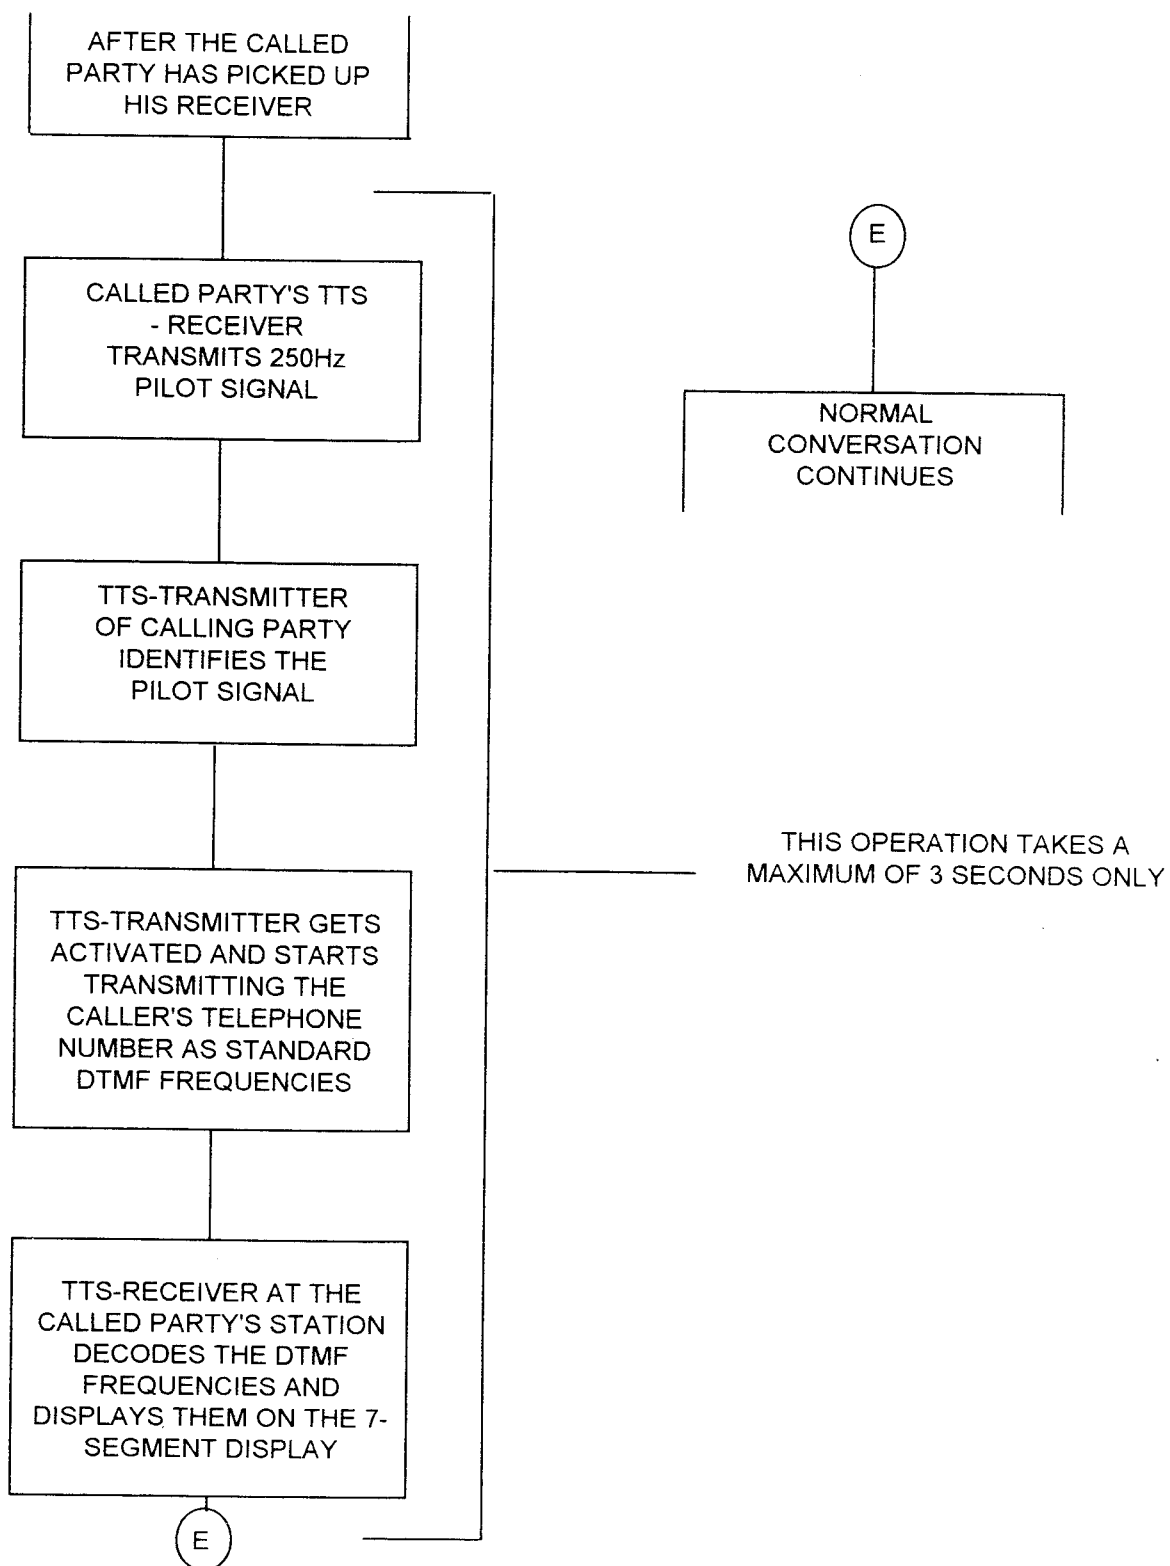 AFTER THE CALLED
PARTY HAS PICKED UP
HIS RECEIVER
CALLED PARTY'S TTS
- RECEIVER
TRANSMITS 250Hz
PILOT SIGNAL
TTS-TRANSMITTER
OF CALLING PARTY
IDENTIFIES THE
PILOT SIGNAL
TTS-TRANSMITTER GETS
ACTIVATED AND STARTS
TRANSMITTING THE
CALLER'S TELEPHONE
NUMBER AS STANDARD
DTMF FREQUENCIES
TTS-RECEIVER AT THE
CALLED PARTY'S STATION
DECODES THE DTMF
FREQUENCIES AND
DISPLAYS THEM ON THE 7-
SEGMENT DISPLAY
E
E
NORMAL
CONVERSATION
CONTINUES
THIS OPERATION TAKES A
MAXIMUM OF 3 SECONDS ONLY